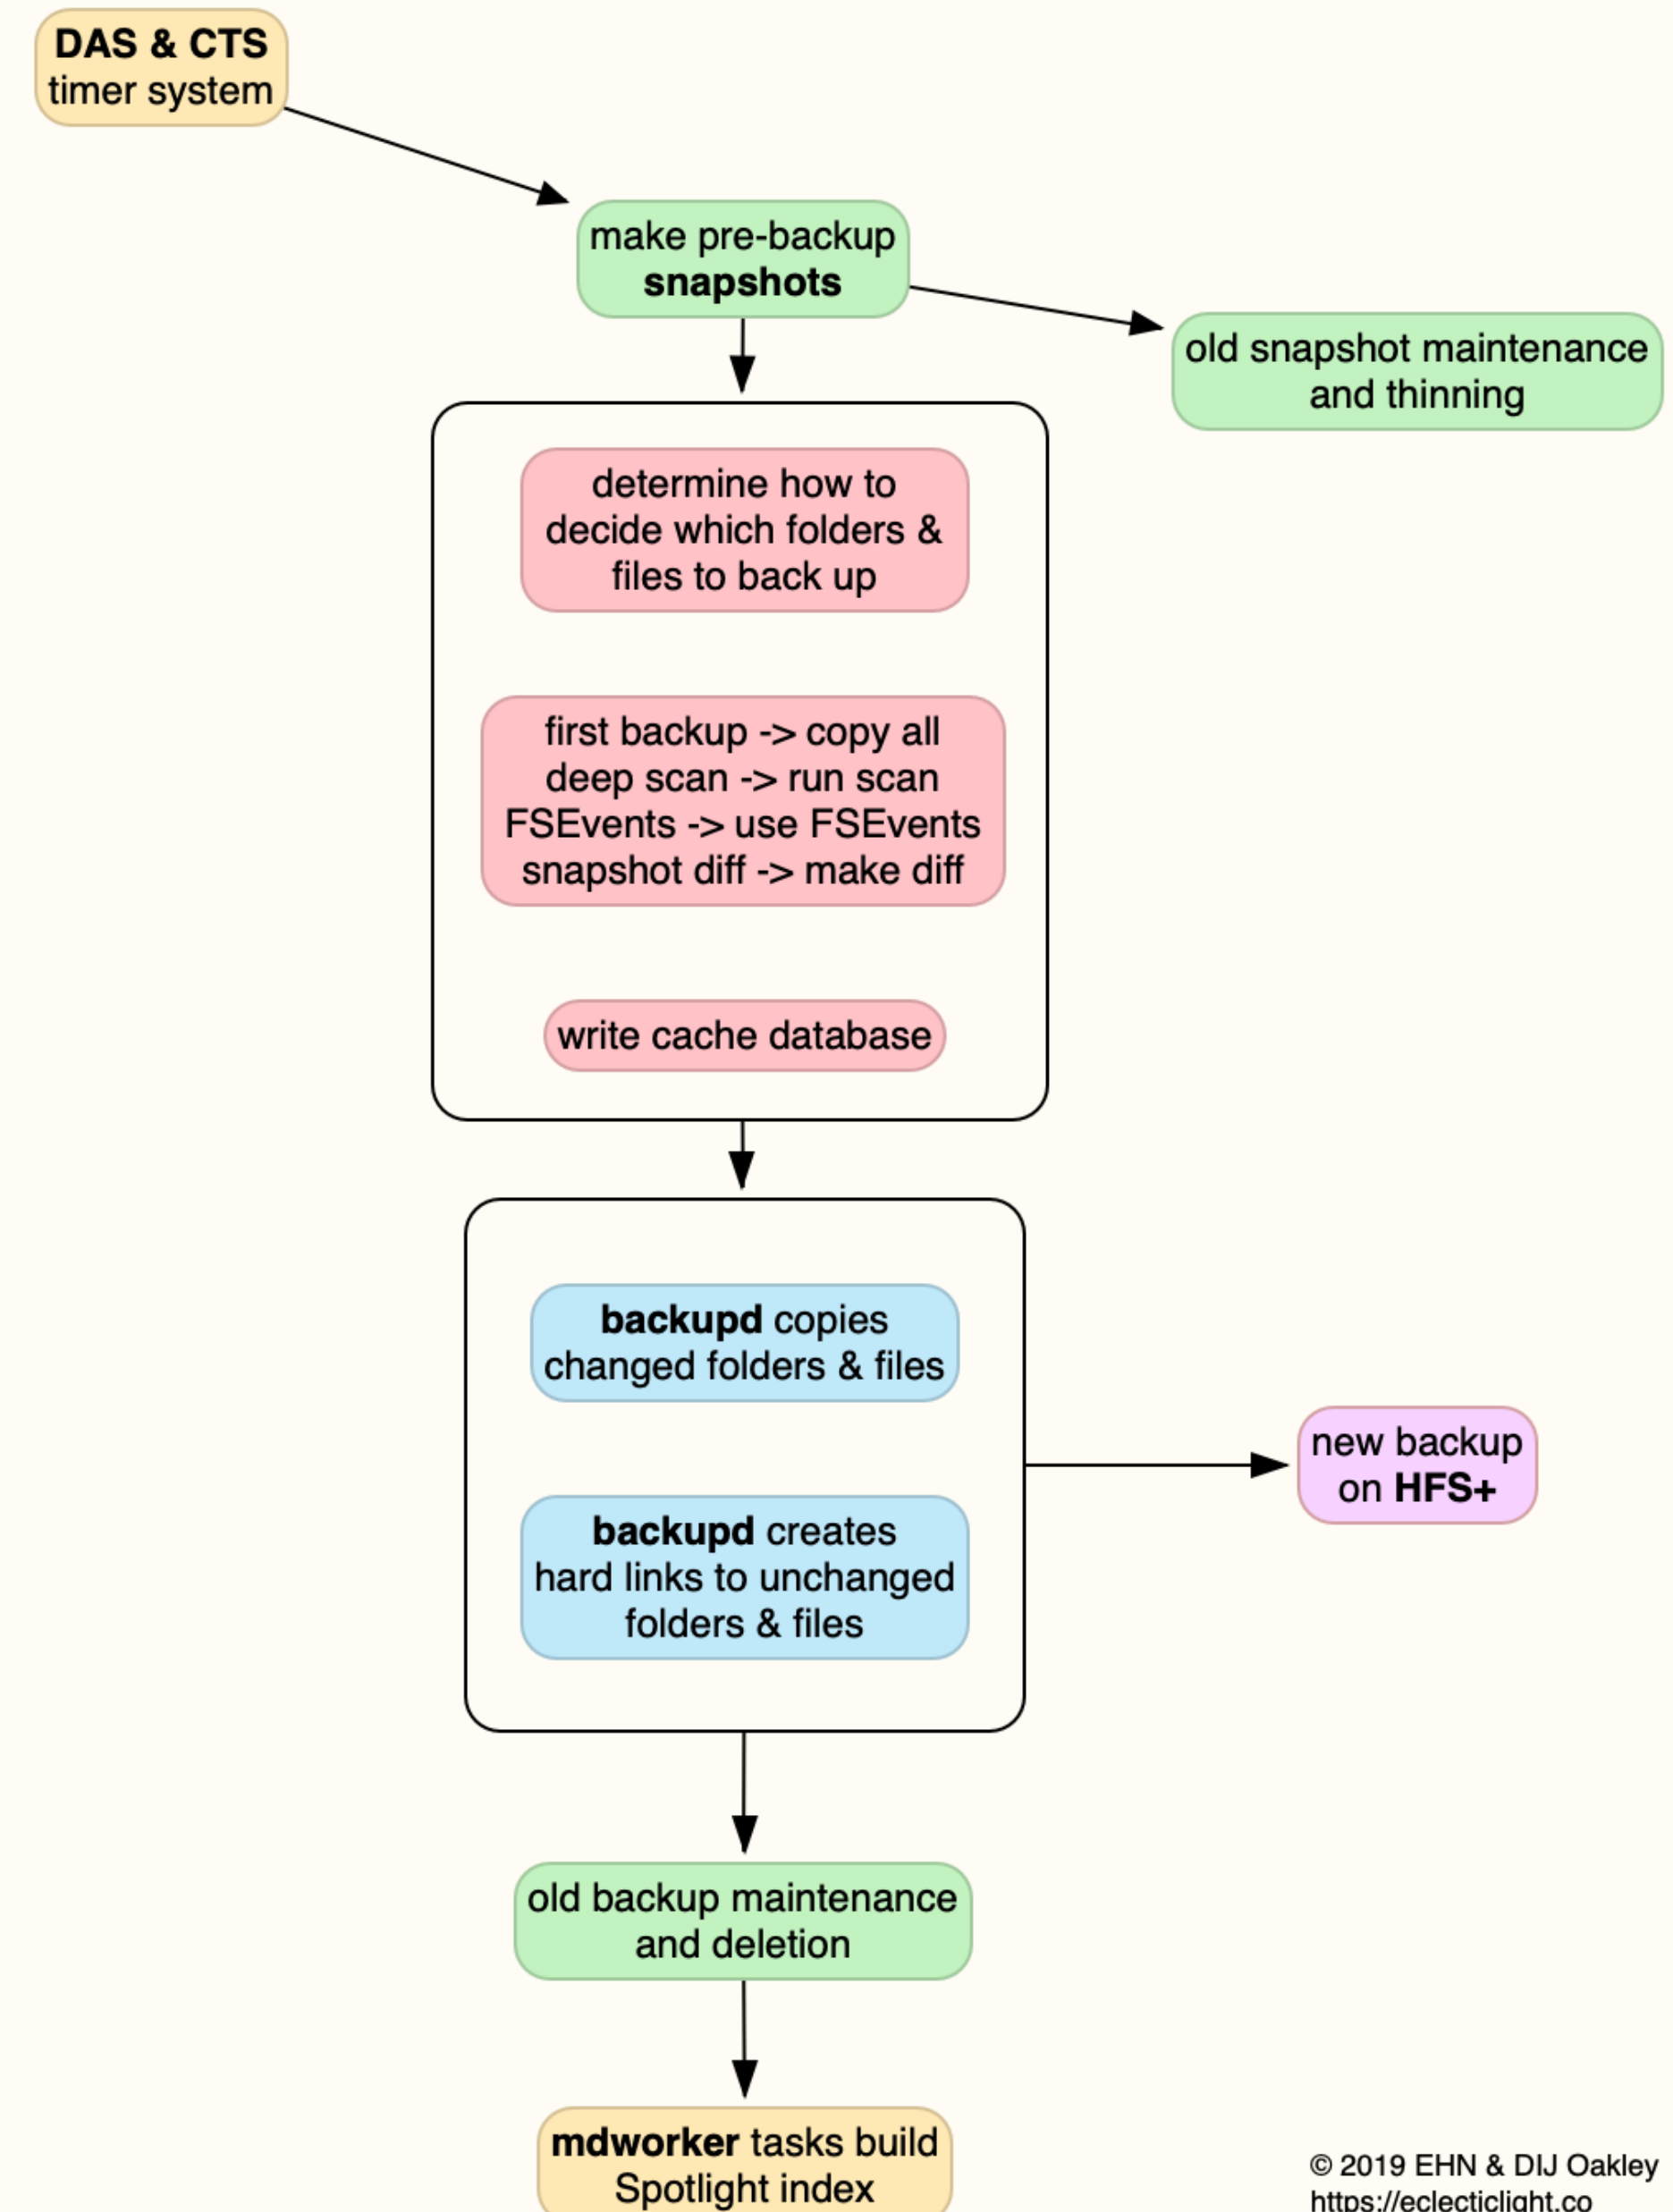 DAS & CTS
timer system
make pre-backup
snapshots
old snapshot maintenance
and thinning
determine how to
decide which folders &
files to back up
first backup -> copy all
deep scan -> run scan
FSEvents -> use FSEvents
snapshot diff -> make diff
write cache database
backupd copies
changed folders & files
new backup
on HFS+
backupd creates
hard links to unchanged
folders & files
old backup maintenance
and deletion
mdworker tasks build
Spotlight index
© 2019 EHN & DIJ Oakley
https://eclecticlight.co